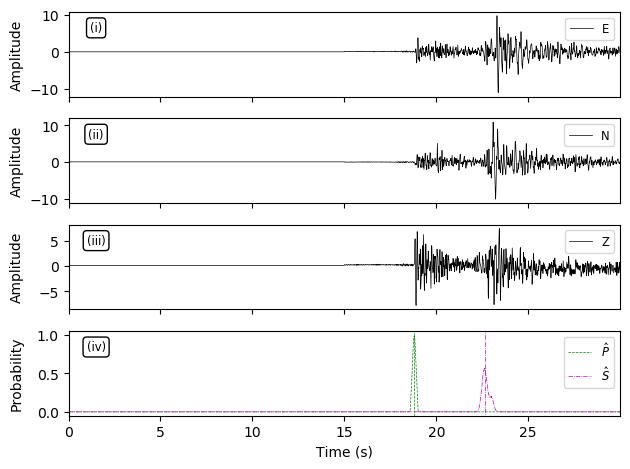 10
0
−10
Amplitude
(i)
E
10
0
−10
Amplitude
(ii)
N
5
0
−5
Amplitude
(iii)
Z
1.0
0.5
0.0
Probability
(iv)
P̂
Ŝ
0 5 10 15 20 25
Time (s)